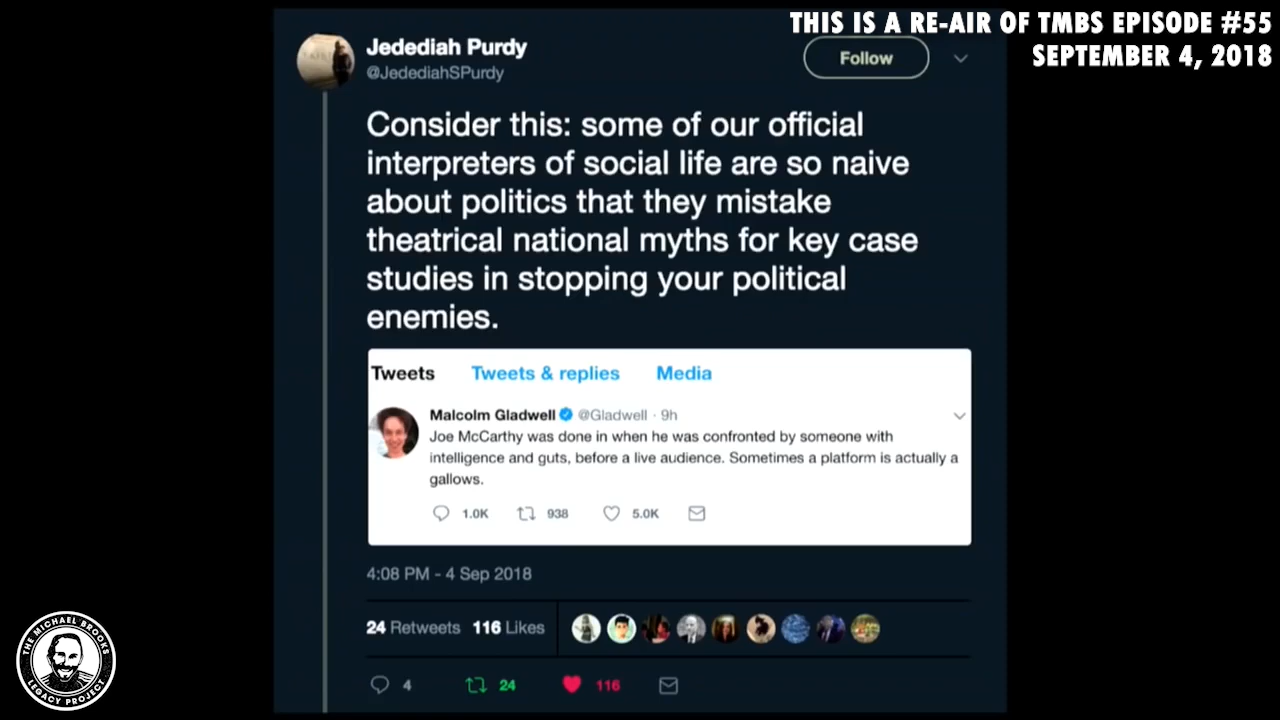 THIS IS A RE-AIR OF TMBS EPISODE #55
SEPTEMBER 4, 2018
Jedediah Purdy
@JedediahSPurdy
Follow
Consider this: some of our official
interpreters of social life are so naive
about politics that they mistake
theatrical national myths for key case
studies in stopping your political
enemies.
Tweets Tweets & replies Media
Malcolm Gladwell @Gladwell · 9h
Joe McCarthy was done in when he was confronted by someone with
intelligence and guts, before a live audience. Sometimes a platform is actually a
gallows.
1.0K 938 5.0K
4:08 PM - 4 Sep 2018
24 Retweets 116 Likes
4 24 116
THE MICHAEL BROOKS
LEGACY PROJECT